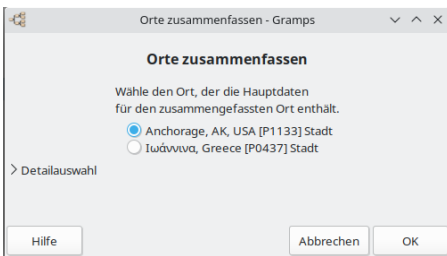 Orte zusammenfassen - Gramps
Orte zusammenfassen
Wähle den Ort, der die Hauptdaten
für den zusammengefassten Ort enthält.
Anchorage, AK, USA [P1133] Stadt
Ιωάννινα, Greece [P0437] Stadt
Detailauswahl
Hilfe Abbrechen OK